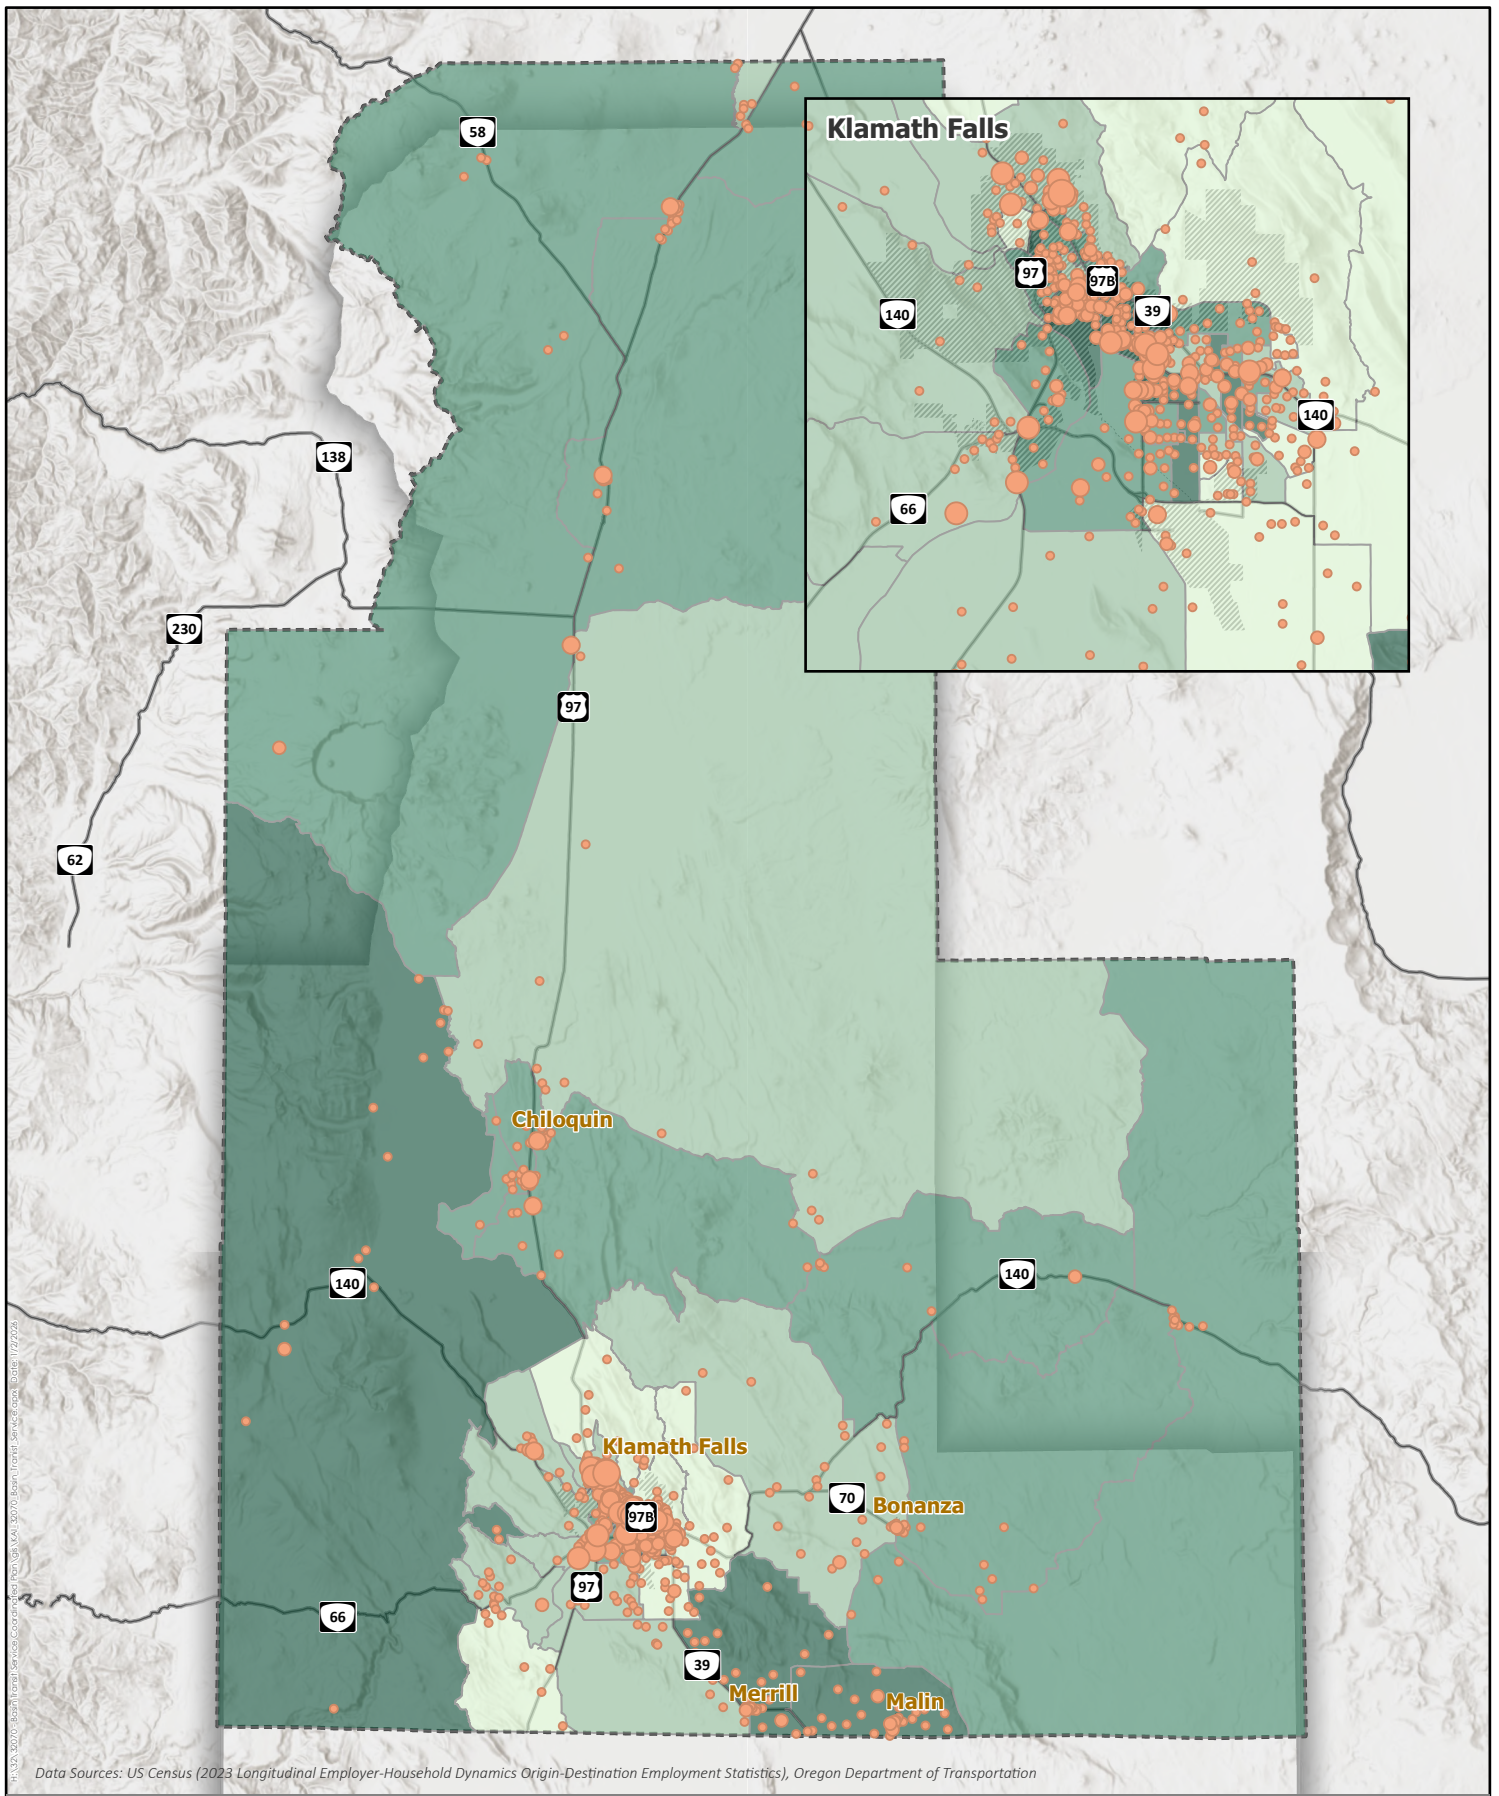 Klamath Falls
58
97
97B
39
140
140
66
138
230
97
62
Chiloquin
140
140
Klamath Falls
97B
70
Bonanza
97
66
39
Merrill
Malin
Data Sources: US Census (2023 Longitudinal Employer-Household Dynamics Origin-Destination Employment Statistics), Oregon Department of Transportation